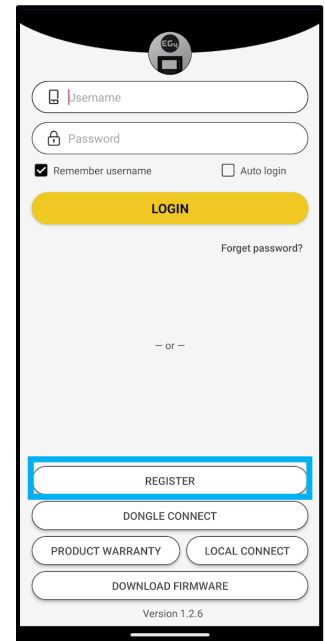 EG4
Username
Password
Remember username Auto login
LOGIN
Forget password?
— or —
REGISTER
DONGLE CONNECT
PRODUCT WARRANTY LOCAL CONNECT
DOWNLOAD FIRMWARE
Version 1.2.6